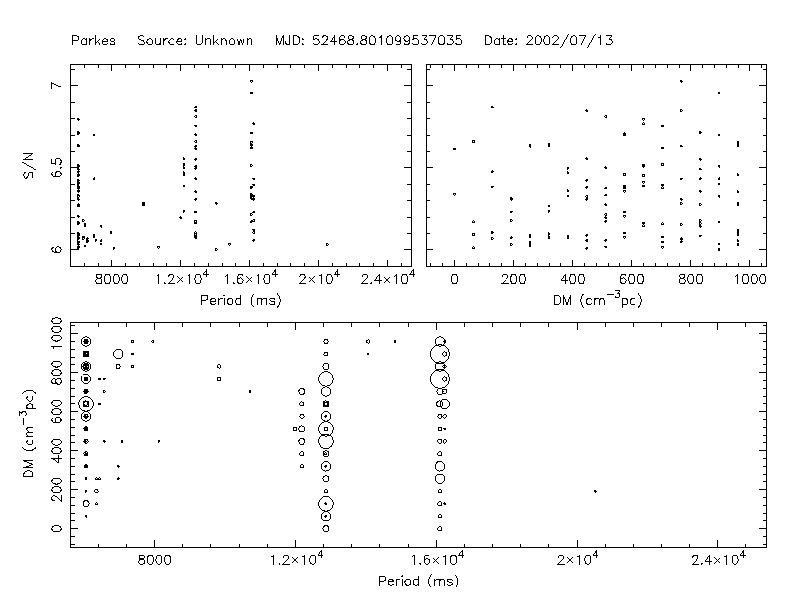 Parkes Source: Unknown MJD: 52468.801099537035 Date: 2002/07/13
7
6.5
6
S/N
8000 1.2×10⁴ 1.6×10⁴ 2×10⁴ 2.4×10⁴
Period (ms)
0 200 400 600 800 1000
DM (cm⁻³pc)
1000
800
600
400
200
0
DM (cm⁻³pc)
8000 1.2×10⁴ 1.6×10⁴ 2×10⁴ 2.4×10⁴
Period (ms)